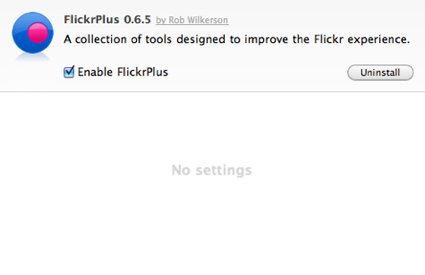 FlickrPlus 0.6.5 by Rob Wilkerson
A collection of tools designed to improve the Flickr experience.
Enable FlickrPlus Uninstall
No settings